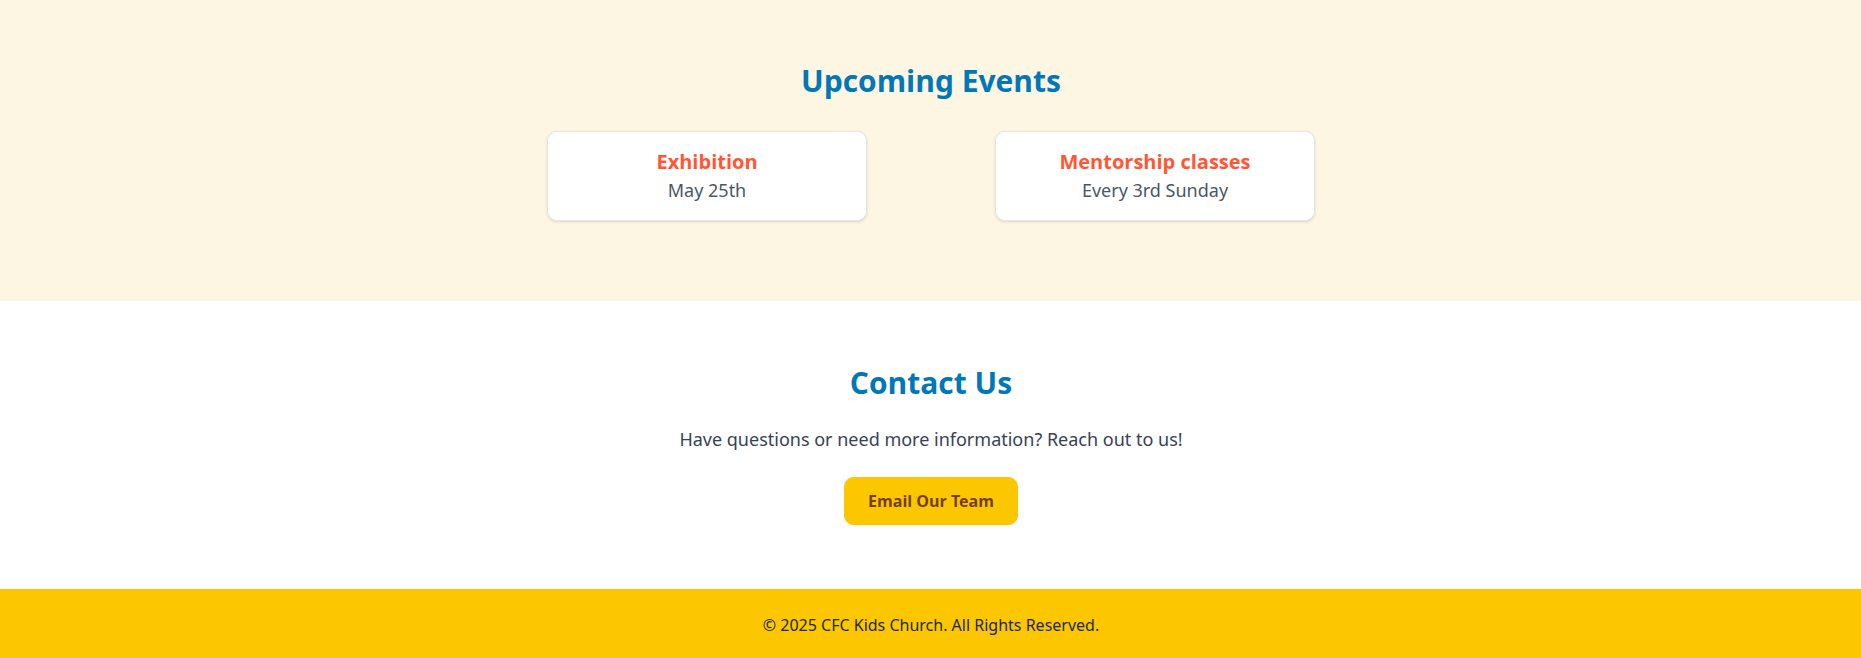 Upcoming Events
Exhibition
May 25th
Mentorship classes
Every 3rd Sunday
Contact Us
Have questions or need more information? Reach out to us!
Email Our Team
© 2025 CFC Kids Church. All Rights Reserved.